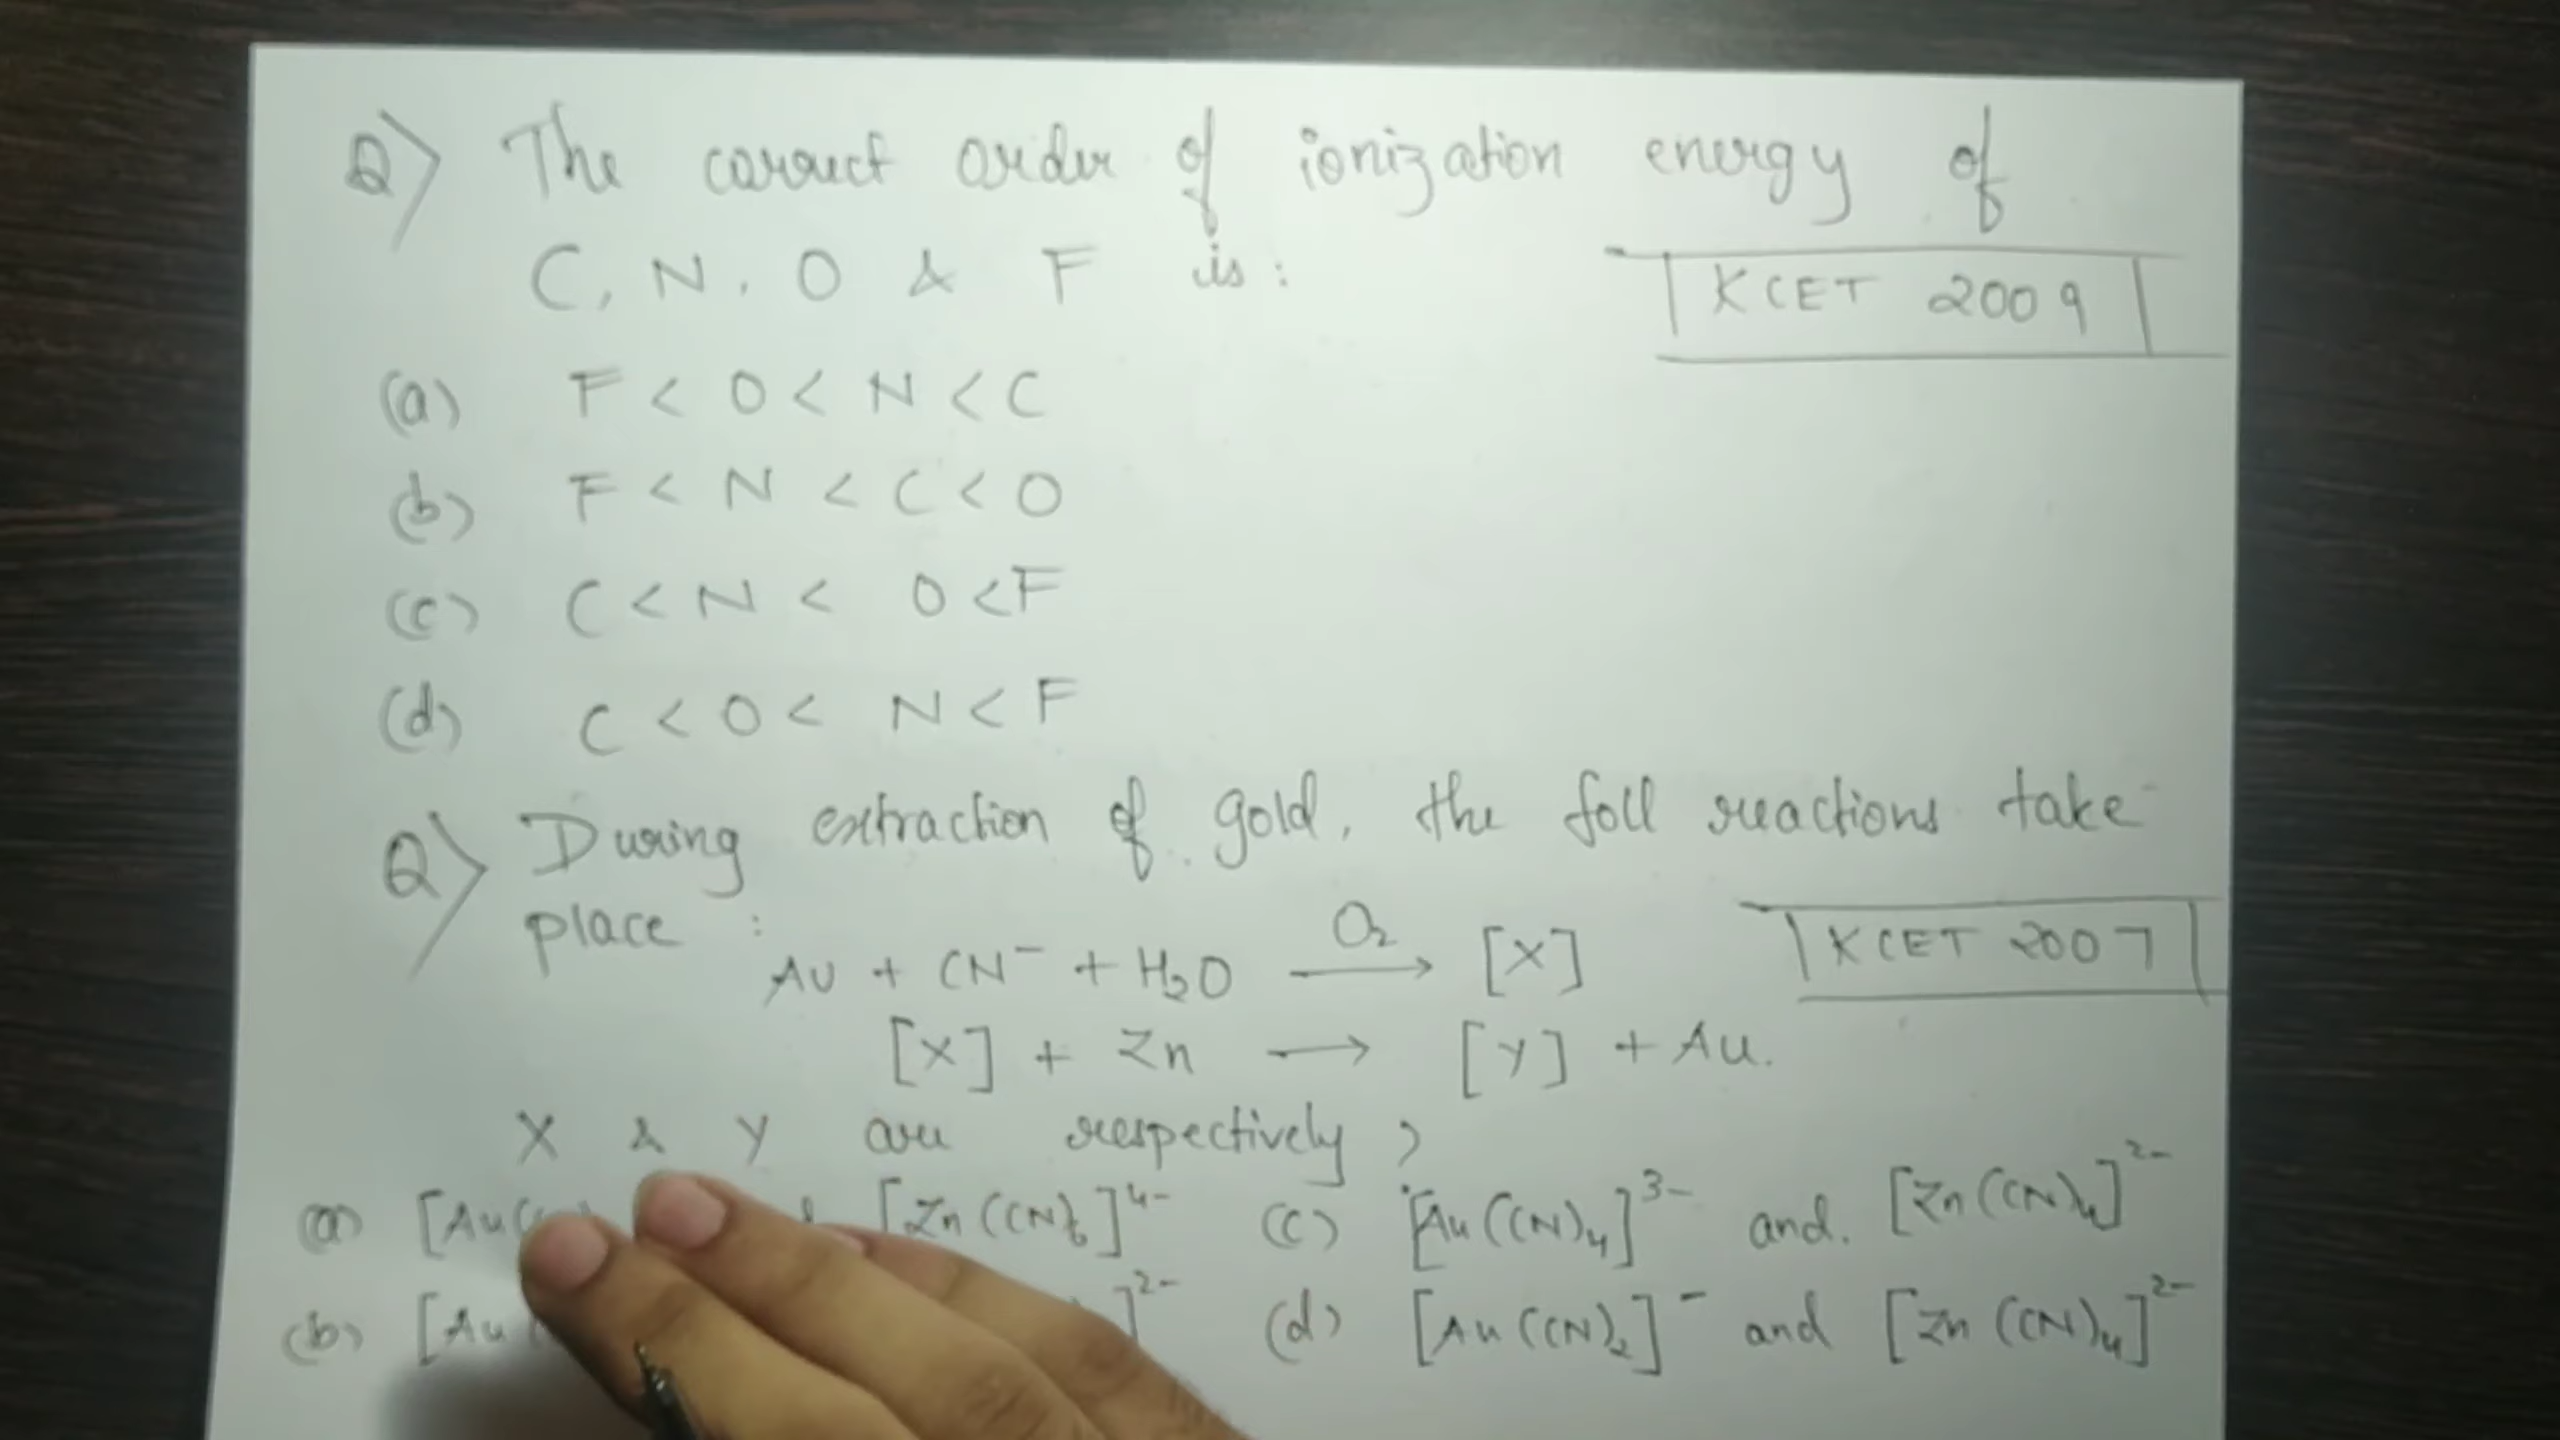 Q> The correct order of ionization energy of
C, N, O & F is :
KCET 2009
(a) F < O < N < C
(b) F < N < C < O
(c) C < N < O < F
(d) C < O < N < F
Q> During extraction of gold, the foll reactions take
place :
KCET 2007
Au + CN⁻ + H₂O —O₂→ [X]
[X] + Zn → [Y] + Au.
X & Y are respectively ,
(a) [Au(  [Zn(CN)₆]⁴⁻ (c) [Au(CN)₄]³⁻ and. [Zn(CN)₄]²⁻
(b) [Au  ]²⁻ (d) [Au(CN)₂]⁻ and [Zn(CN)₄]²⁻